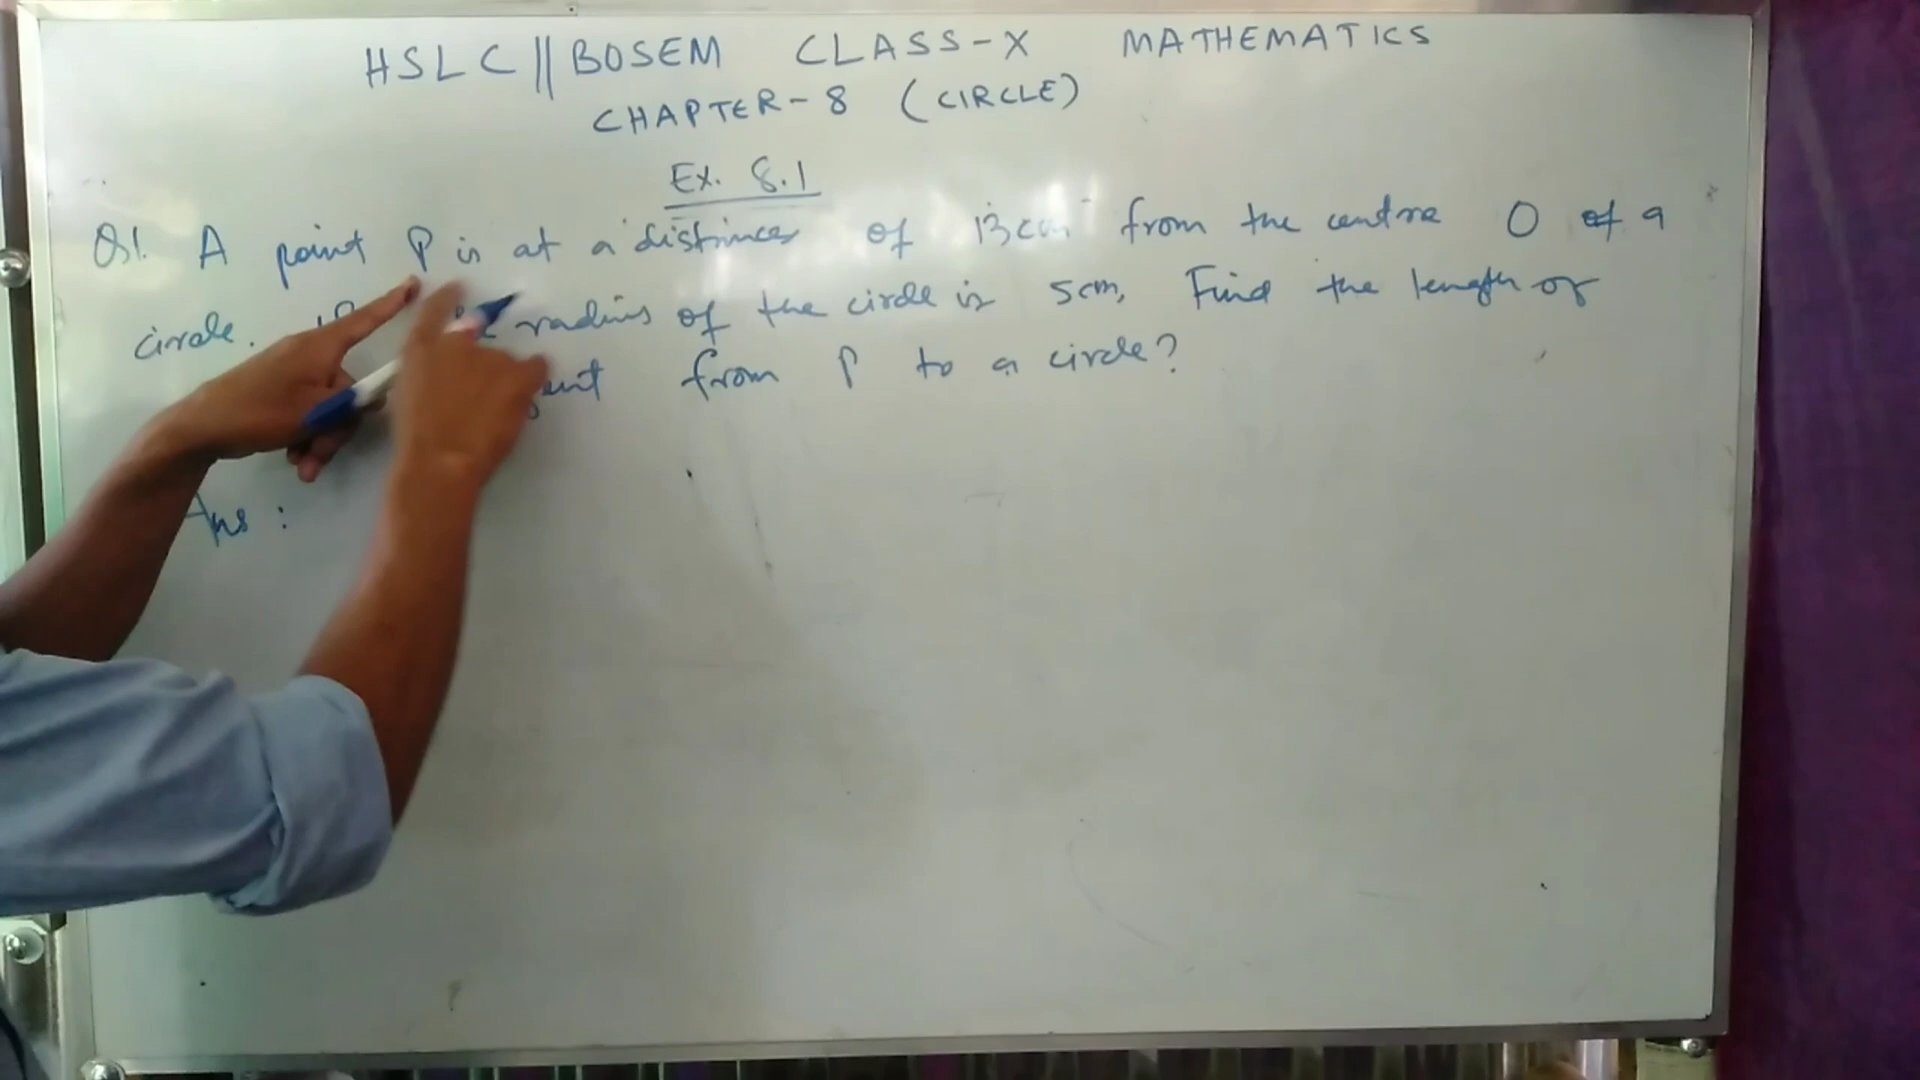 HSLC || BOSEM CLASS-X MATHEMATICS
CHAPTER-8 (CIRCLE)
Ex. 8.1
Q1. A point P is at a distances of 13cm from the centre O of a
circle. radius of the circle is 5cm, Find the length of
from P to a circle?
Ans :